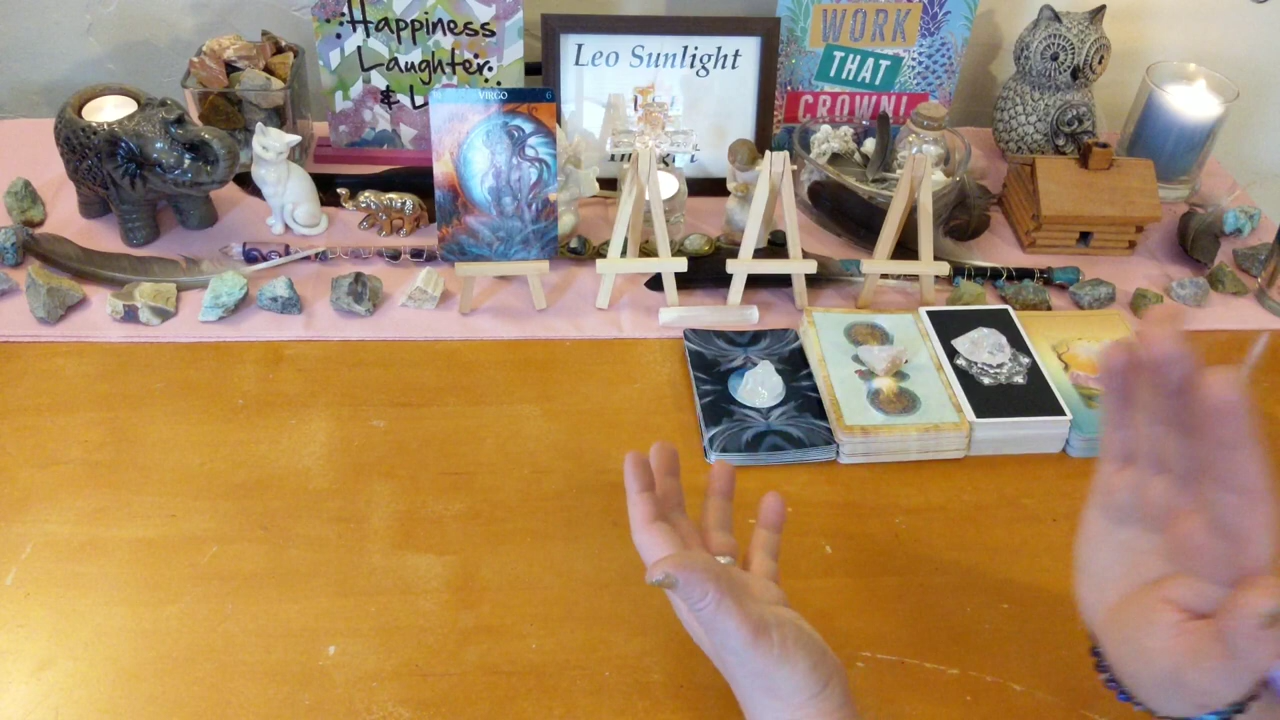 Happiness
Laughter
& L
WORK
THAT
CROWN!
Leo Sunlight
VIRGO 6